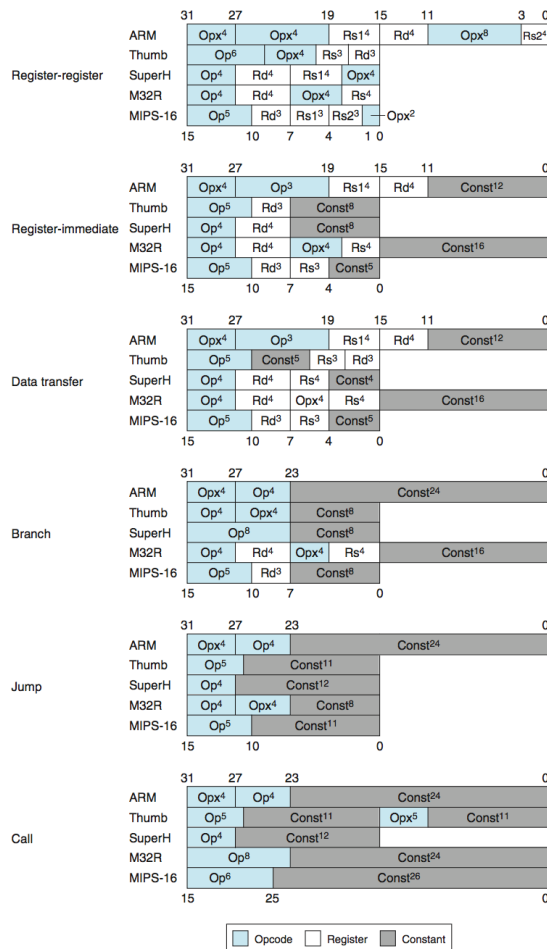 31 27 19 15 11 3 0
ARM Opx⁴ Opx⁴ Rs1⁴ Rd⁴ Opx⁸ Rs2⁴
Thumb Op⁶ Opx⁴ Rs³ Rd³
Register-register SuperH Op⁴ Rd⁴ Rs1⁴ Opx⁴
M32R Op⁴ Rd⁴ Opx⁴ Rs⁴
MIPS-16 Op⁵ Rd³ Rs1³ Rs2³ Opx²
15 10 7 4 1 0
31 27 19 15 11 0
ARM Opx⁴ Op³ Rs1⁴ Rd⁴ Const¹²
Thumb Op⁵ Rd³ Const⁸
Register-immediate SuperH Op⁴ Rd⁴ Const⁸
M32R Op⁴ Rd⁴ Opx⁴ Rs⁴ Const¹⁶
MIPS-16 Op⁵ Rd³ Rs³ Const⁵
15 10 7 4 0
31 27 19 15 11 0
ARM Opx⁴ Op³ Rs1⁴ Rd⁴ Const¹²
Thumb Op⁵ Const⁵ Rs³ Rd³
Data transfer SuperH Op⁴ Rd⁴ Rs⁴ Const⁴
M32R Op⁴ Rd⁴ Opx⁴ Rs⁴ Const¹⁶
MIPS-16 Op⁵ Rd³ Rs³ Const⁵
15 10 7 4 0
31 27 23 0
ARM Opx⁴ Op⁴ Const²⁴
Thumb Op⁴ Opx⁴ Const⁸
Branch SuperH Op⁸ Const⁸
M32R Op⁴ Rd⁴ Opx⁴ Rs⁴ Const¹⁶
MIPS-16 Op⁵ Rd³ Const⁸
15 10 7 0
31 27 23 0
ARM Opx⁴ Op⁴ Const²⁴
Thumb Op⁵ Const¹¹
Jump SuperH Op⁴ Const¹²
M32R Op⁴ Opx⁴ Const⁸
MIPS-16 Op⁵ Const¹¹
15 10 0
31 27 23 0
ARM Opx⁴ Op⁴ Const²⁴
Thumb Op⁵ Const¹¹ Opx⁵ Const¹¹
Call SuperH Op⁴ Const¹²
M32R Op⁸ Const²⁴
MIPS-16 Op⁶ Const²⁶
15 25 0
Opcode Register Constant